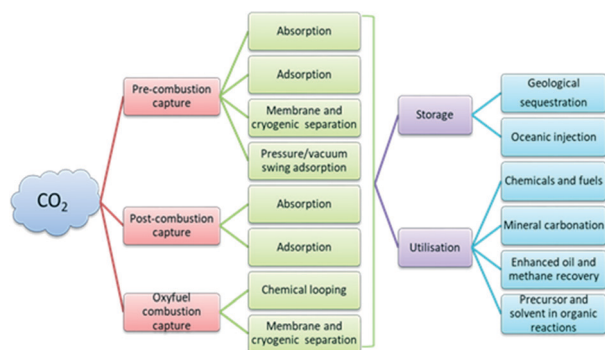 CO2
Pre-combustion capture
Post-combustion capture
Oxyfuel
combustion
capture
Absorption
Adsorption
Membrane and
cryogenic separation
Pressure/vacuum
swing adsorption
Absorption
Adsorption
Chemical looping
Membrane and
cryogenic separation
Storage
Utilisation
Geological
sequestration
Oceanic injection
Chemicals and fuels
Mineral carbonation
Enhanced oil and
methane recovery
Precursor and
solvent in organic
reactions